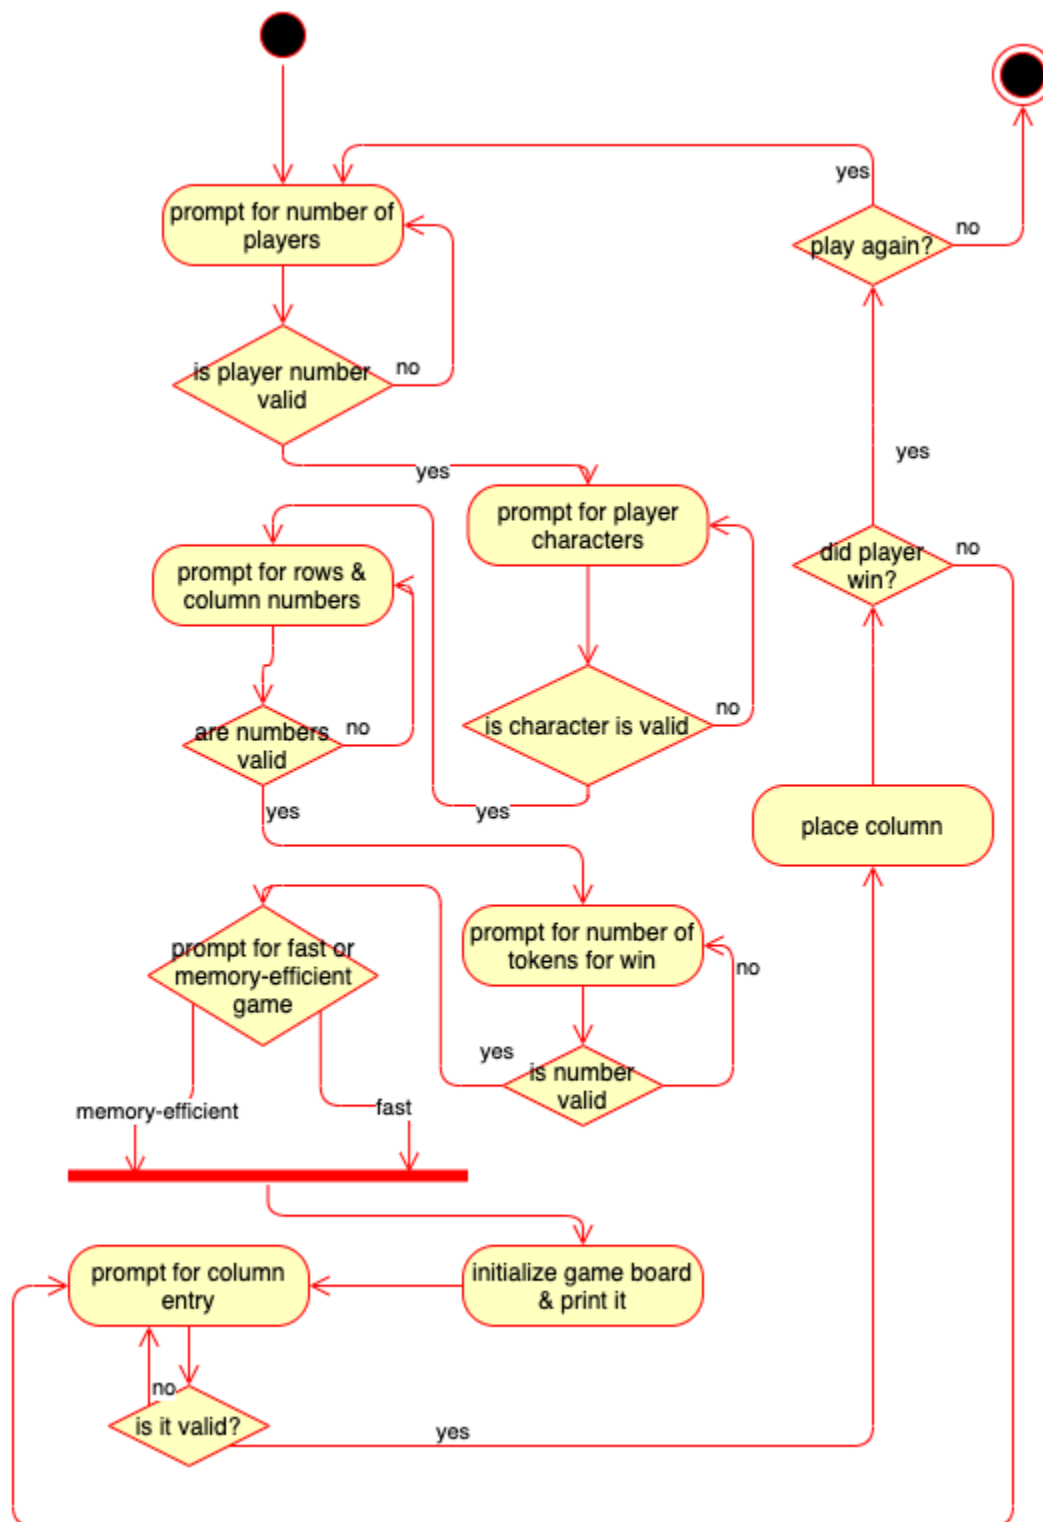 prompt for number of
players
is player number
valid
no
yes
prompt for player
characters
is character is valid
no
yes
prompt for rows &
column numbers
are numbers
valid
no
yes
prompt for number of
tokens for win
no
is number
valid
yes
prompt for fast or
memory-efficient
game
memory-efficient
fast
initialize game board
& print it
prompt for column
entry
no
is it valid?
yes
place column
did player
win?
no
yes
play again?
no
yes